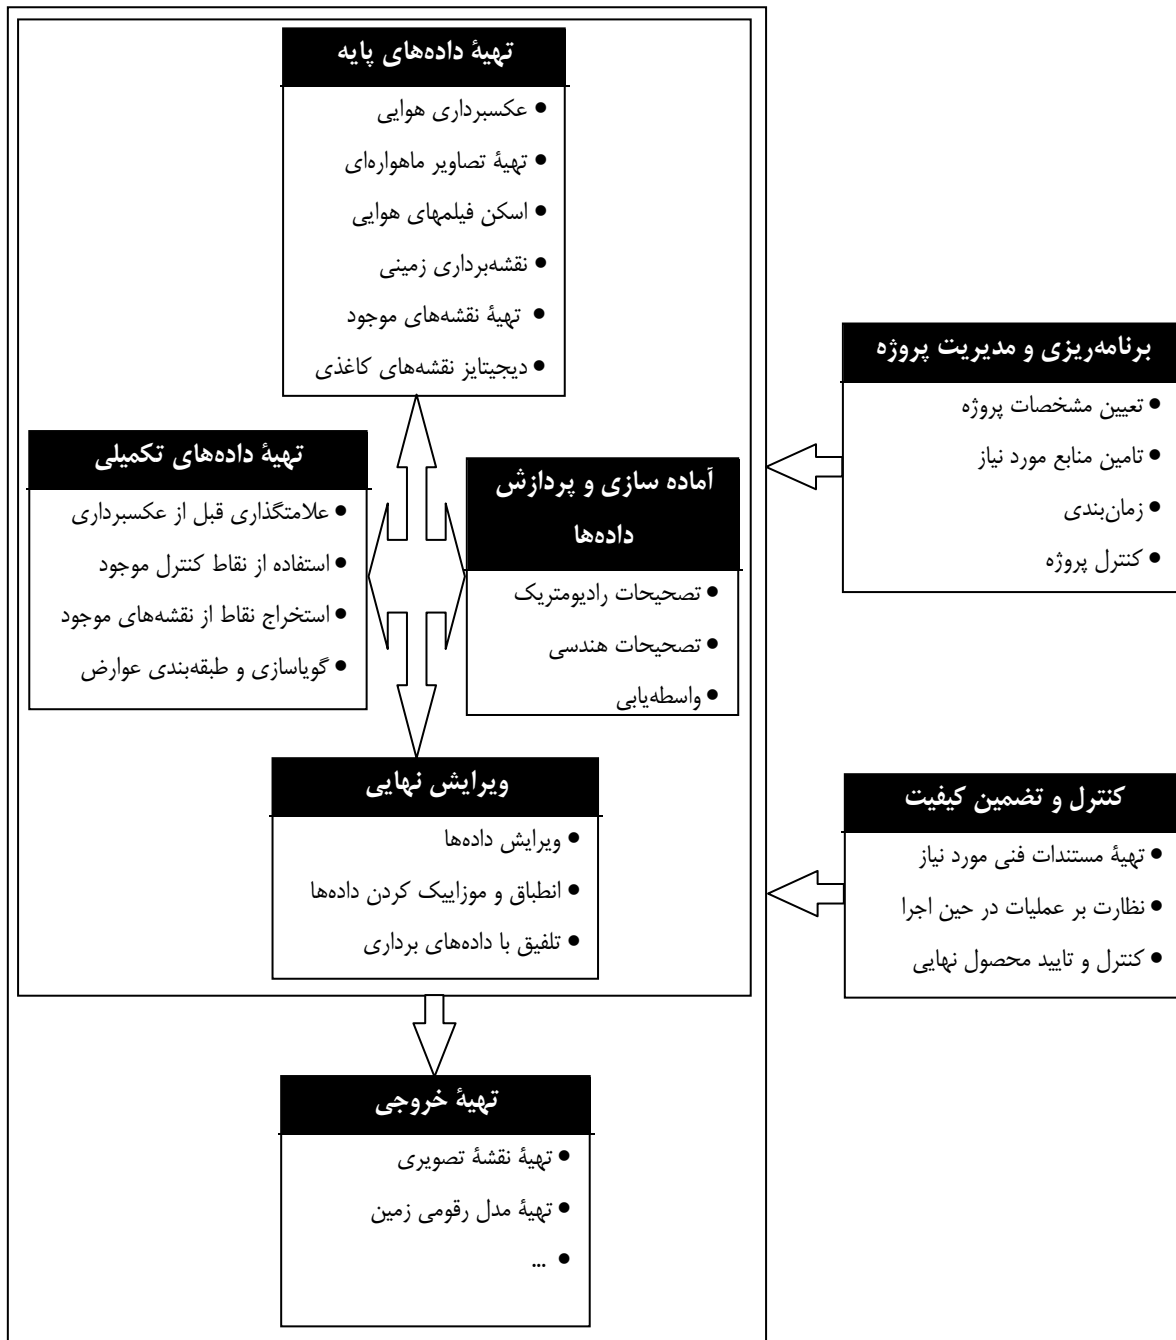 تهیهٔ داده‌های پایه
• عکسبرداری هوایی
• تهیهٔ تصاویر ماهواره‌ای
• اسکن فیلمهای هوایی
• نقشه‌برداری زمینی
• تهیهٔ نقشه‌های موجود
• دیجیتایز نقشه‌های کاغذی
برنامه‌ریزی و مدیریت پروژه
• تعیین مشخصات پروژه
• تامین منابع مورد نیاز
• زمان‌بندی
• کنترل پروژه
آماده سازی و پردازش
داده‌ها
• تصحیحات رادیومتریک
• تصحیحات هندسی
• واسطه‌یابی
تهیهٔ داده‌های تکمیلی
• علامتگذاری قبل از عکسبرداری
• استفاده از نقاط کنترل موجود
• استخراج نقاط از نقشه‌های موجود
• گویاسازی و طبقه‌بندی عوارض
ویرایش نهایی
• ویرایش داده‌ها
• انطباق و موزاییک کردن داده‌ها
• تلفیق با داده‌های برداری
کنترل و تضمین کیفیت
• تهیهٔ مستندات فنی مورد نیاز
• نظارت بر عملیات در حین اجرا
• کنترل و تایید محصول نهایی
تهیهٔ خروجی
• تهیهٔ نقشهٔ تصویری
• تهیهٔ مدل رقومی زمین
• ...